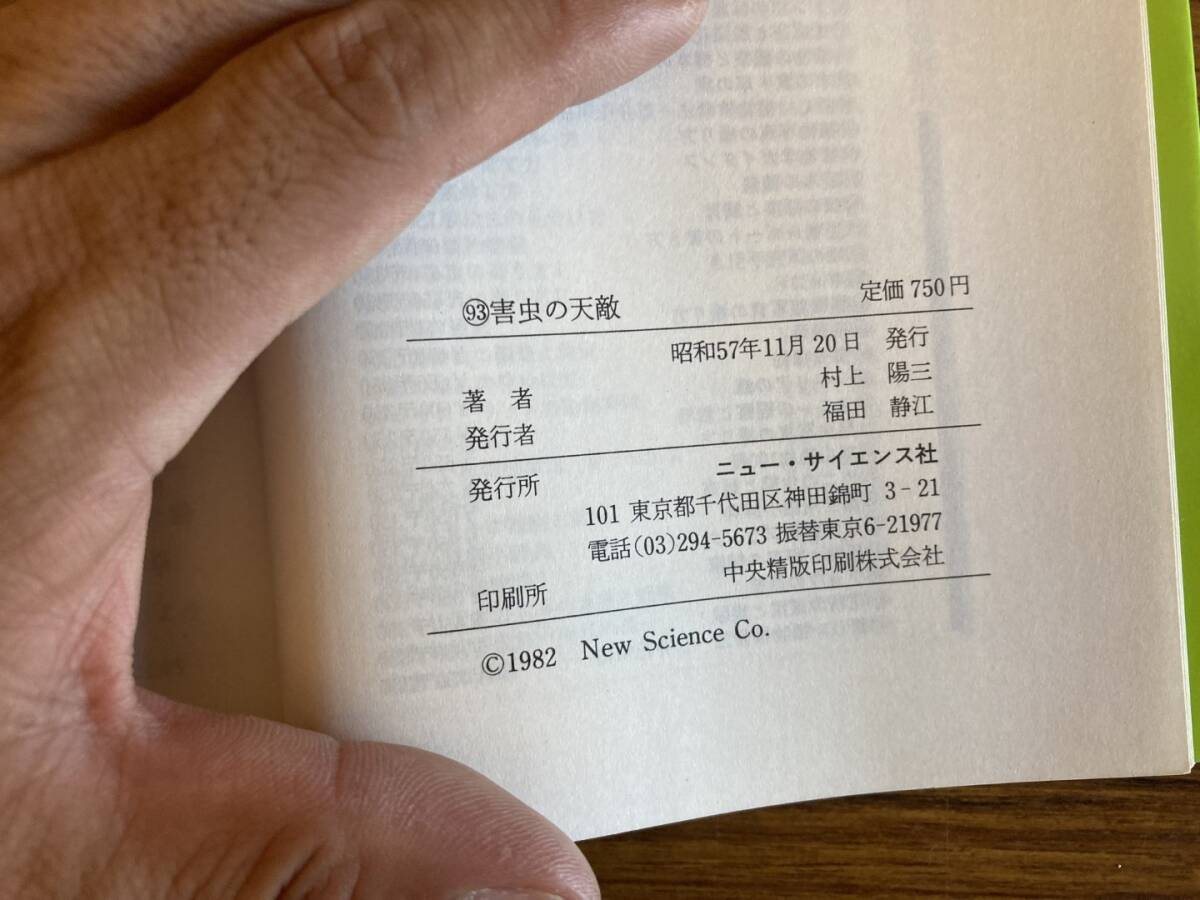 ㉝害虫の天敵 定価 750円
昭和57年11月20日 発行
著 者 村上 陽三
発行者 福田 静江
発行所 ニュー・サイエンス社
101 東京都千代田区神田錦町 3-21
電話(03)294-5673 振替東京6-21977
印刷所 中央精版印刷株式会社
©1982 New Science Co.